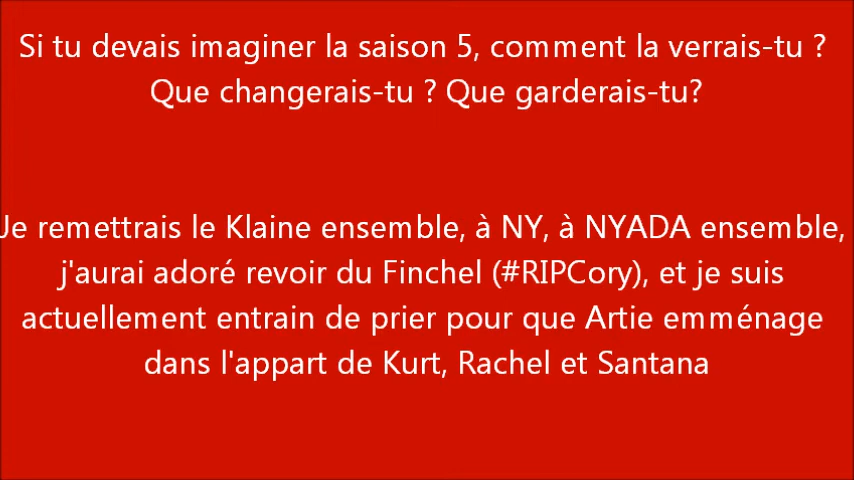 Si tu devais imaginer la saison 5, comment la verrais-tu ?
Que changerais-tu ? Que garderais-tu?
Je remettrais le Klaine ensemble, à NY, à NYADA ensemble,
j'aurai adoré revoir du Finchel (#RIPCory), et je suis
actuellement entrain de prier pour que Artie emménage
dans l'appart de Kurt, Rachel et Santana